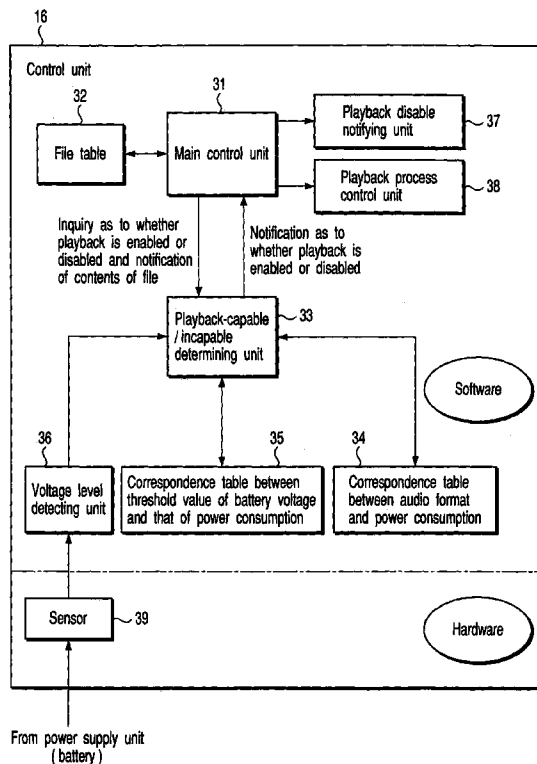 16
Control unit
32
File table
31
Main control unit
Playback disable
notifying unit
37
Playback process
control unit
38
Inquiry as to whether
playback is enabled or
disabled and notification
of contents of file
Notification as to
whether playback is
enabled or disabled
Playback-capable
/ incapable
determining unit
33
Software
36
Voltage level
detecting unit
35
Correspondence table between
threshold value of battery voltage
and that of power consumption
34
Correspondence table
between audio format
and power consumption
Sensor
39
Hardware
From power supply unit
( battery )